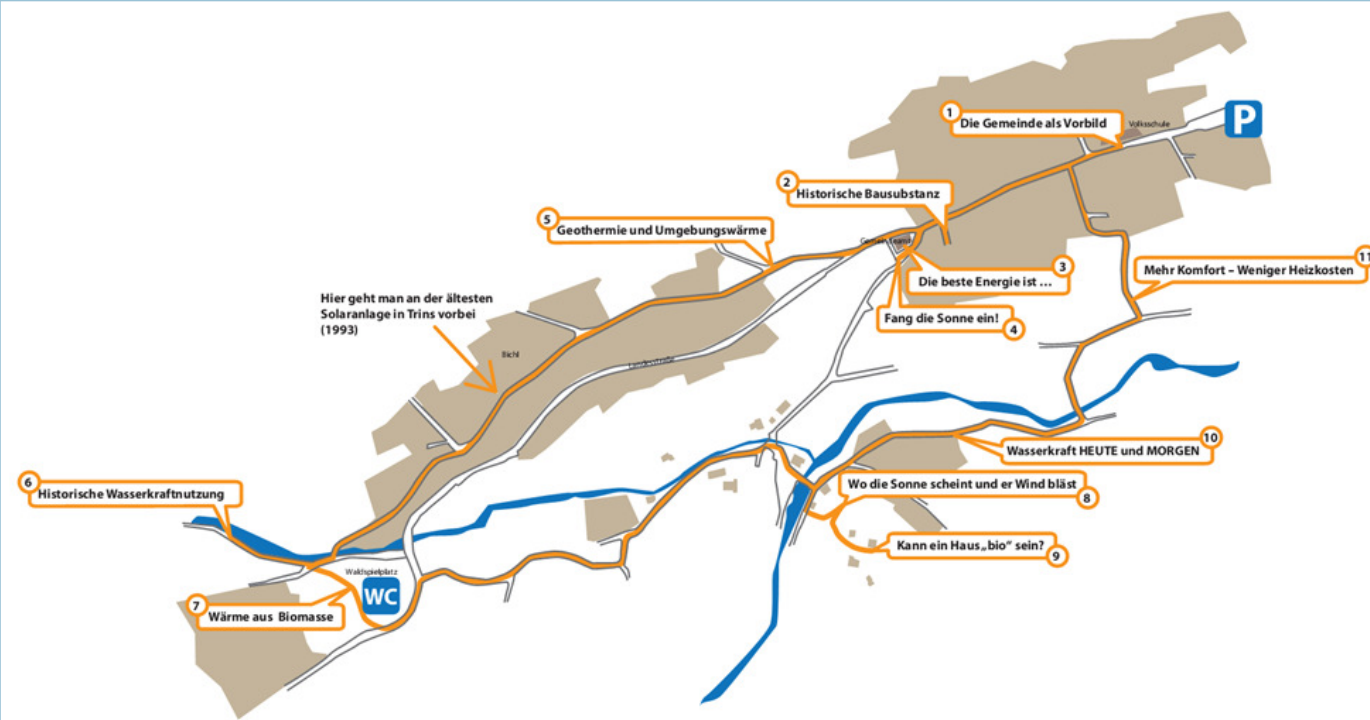 1
Die Gemeinde als Vorbild
Volksschule
P
2
Historische Bausubstanz
5
Geothermie und Umgebungswärme
3
Die beste Energie ist ...
11
Mehr Komfort – Weniger Heizkosten
Fang die Sonne ein!
4
Hier geht man an der ältesten
Solaranlage in Trins vorbei
(1993)
Bichl
Landesstraße
10
Wasserkraft HEUTE und MORGEN
6
Historische Wasserkraftnutzung
Wo die Sonne scheint und er Wind bläst
8
Kann ein Haus„bio“ sein?
9
Waldspielplatz
WC
7
Wärme aus Biomasse